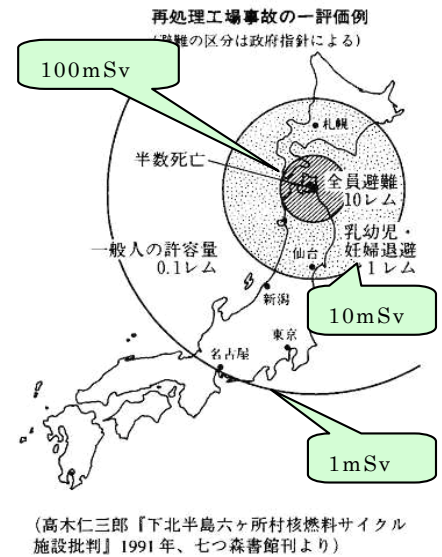 再処理工場事故の一評価例
(避難の区分は政府指針による)
100mSv
札幌
半数死亡
全員避難
10レム
乳幼児・
妊婦退避
1レム
一般人の許容量
0.1レム
仙台
新潟
10mSv
東京
名古屋
1mSv
(高木仁三郎『下北半島六ヶ所村核燃料サイクル
施設批判』1991年、七つ森書館刊より)